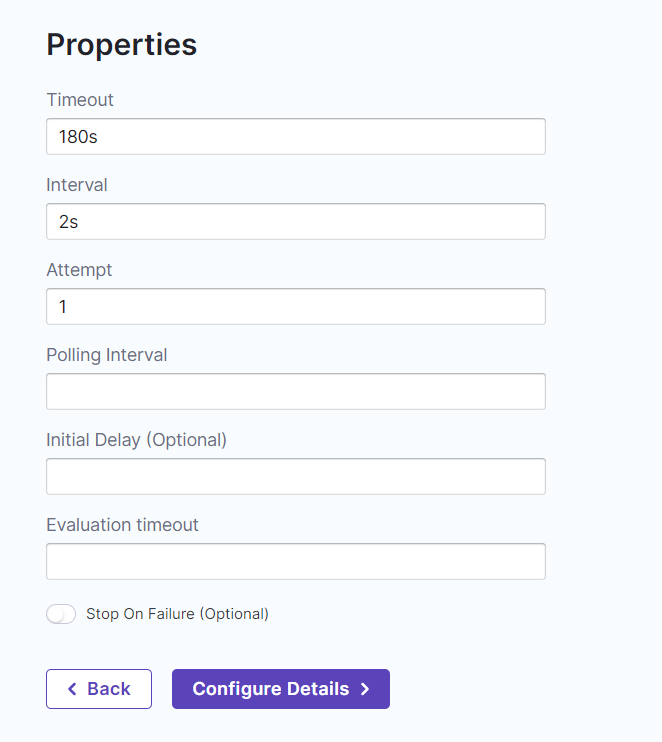 Properties
Timeout
180s
Interval
2s
Attempt
1
Polling Interval
Initial Delay (Optional)
Evaluation timeout
Stop On Failure (Optional)
Back
Configure Details